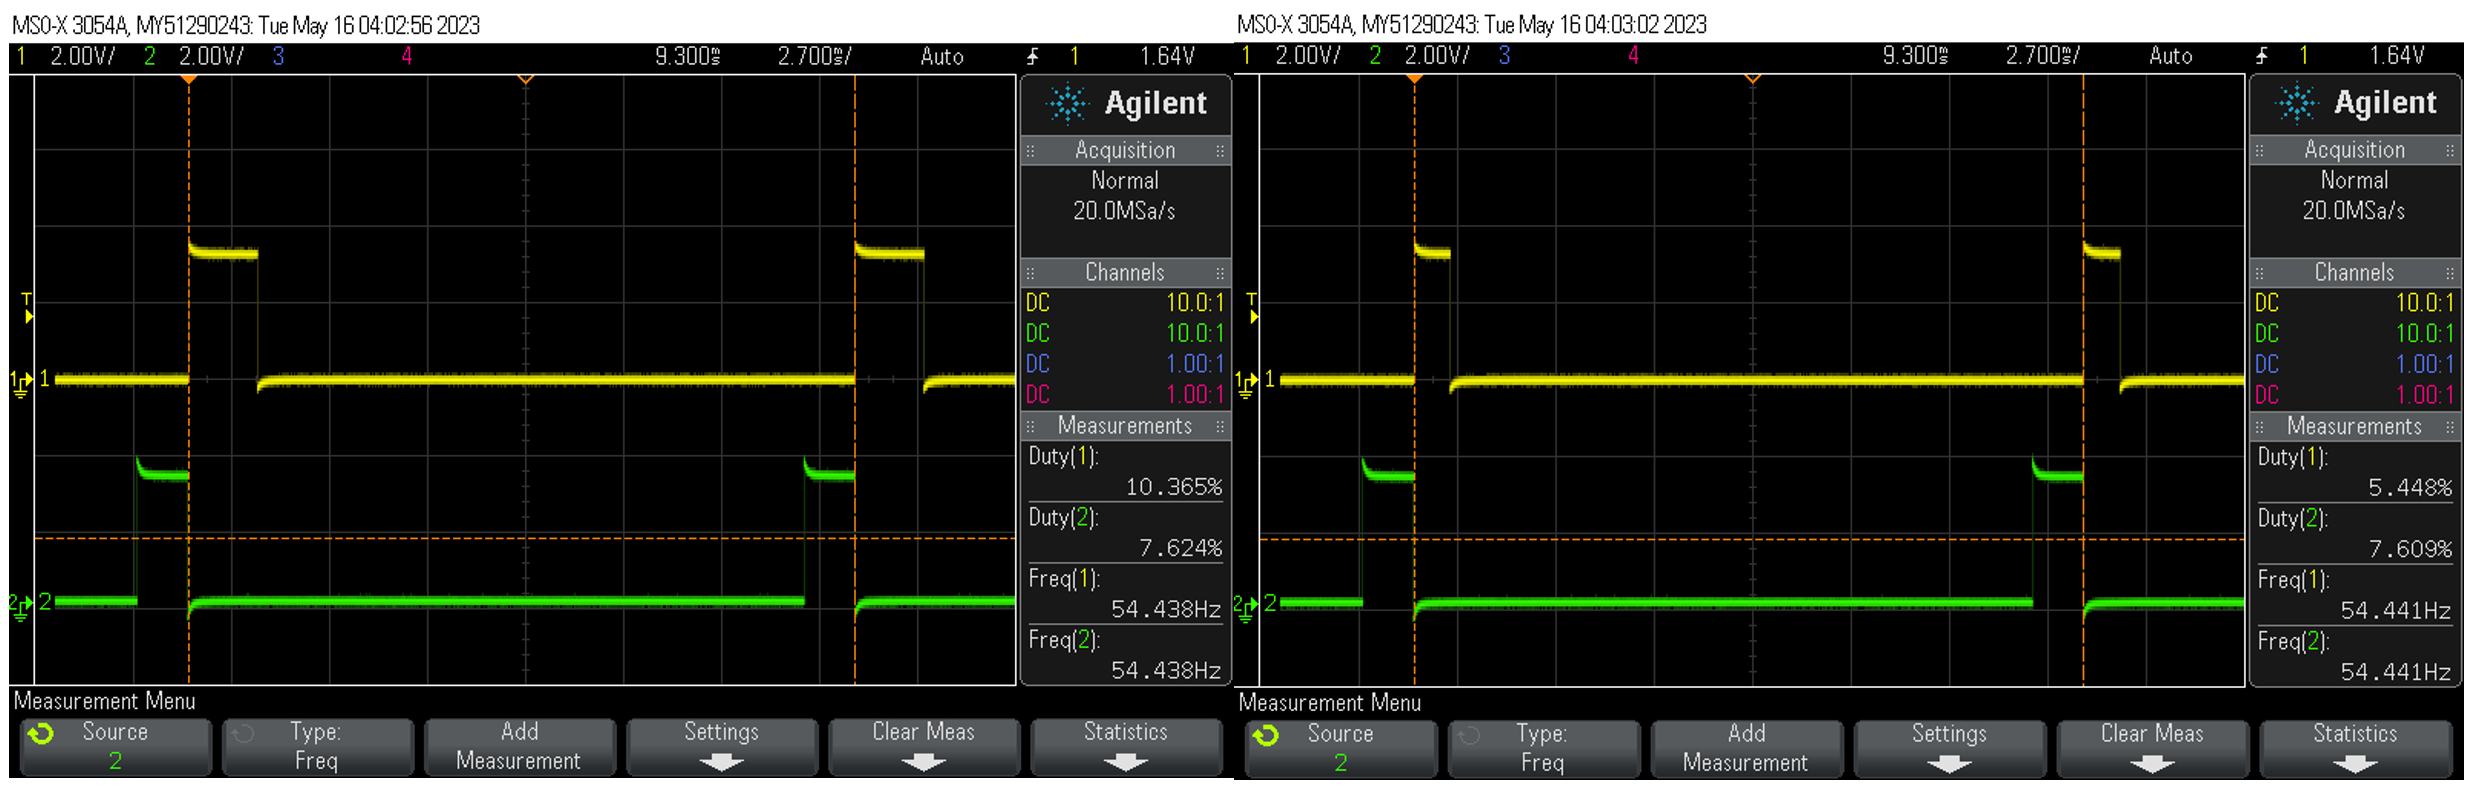 MSO-X 3054A, MY51290243: Tue May 16 04:02:56 2023
1 2.00V/ 2 2.00V/ 3 4 9.300ms 2.700ms/ Auto 1 1.64V
Agilent
Acquisition
Normal
20.0MSa/s
Channels
DC 10.0:1
DC 10.0:1
DC 1.00:1
DC 1.00:1
Measurements
Duty(1):
10.365%
Duty(2):
7.624%
Freq(1):
54.438Hz
Freq(2):
54.438Hz
T
1 1
2 2
Measurement Menu
Source
2
Type:
Freq
Add
Measurement
Settings
Clear Meas
Statistics
MSO-X 3054A, MY51290243: Tue May 16 04:03:02 2023
1 2.00V/ 2 2.00V/ 3 4 9.300ms 2.700ms/ Auto 1 1.64V
Agilent
Acquisition
Normal
20.0MSa/s
Channels
DC 10.0:1
DC 10.0:1
DC 1.00:1
DC 1.00:1
Measurements
Duty(1):
5.448%
Duty(2):
7.609%
Freq(1):
54.441Hz
Freq(2):
54.441Hz
T
1 1
2 2
Measurement Menu
Source
2
Type:
Freq
Add
Measurement
Settings
Clear Meas
Statistics